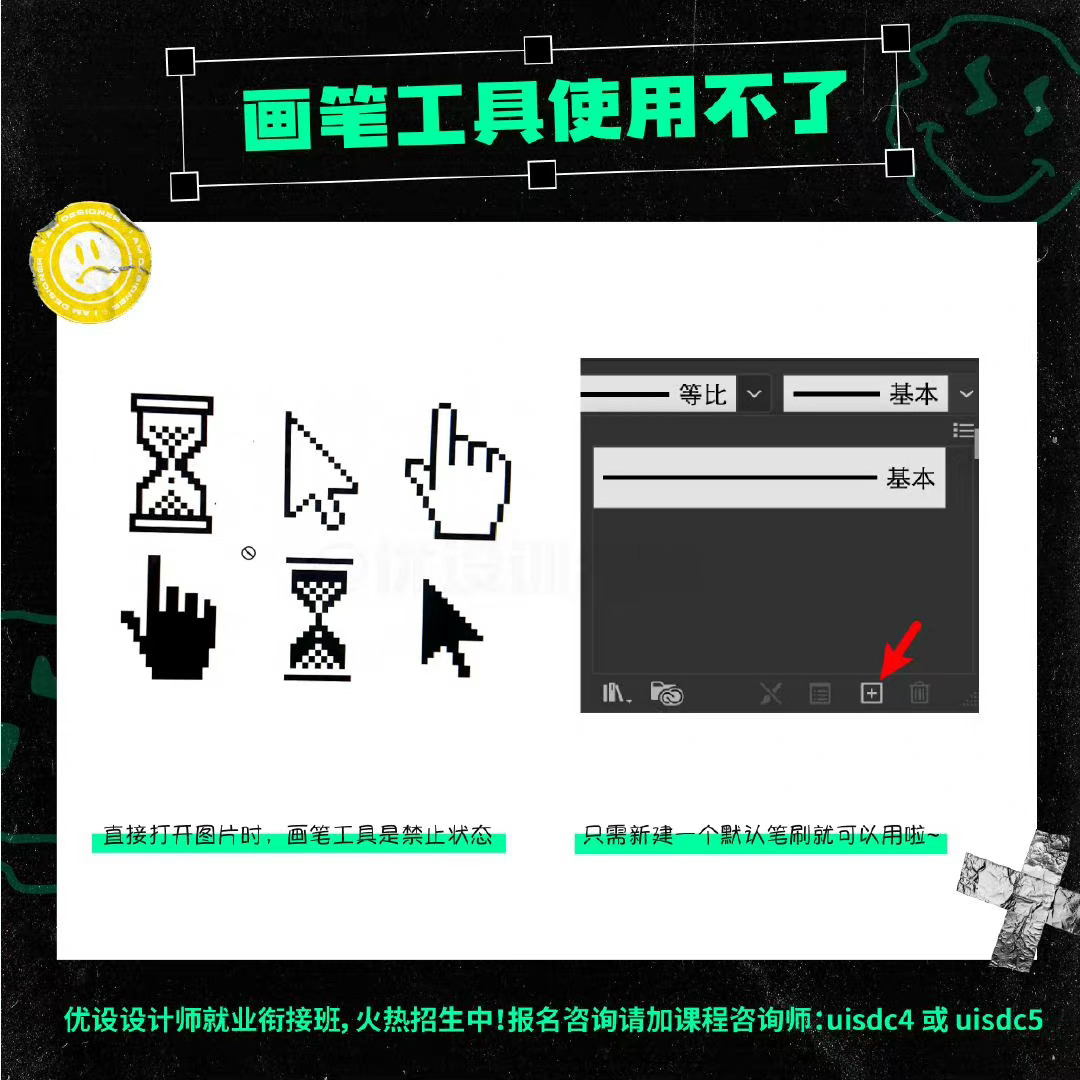 画笔工具使用不了
I AM DESIGNER
等比
基本
基本
@优设训
直接打开图片时，画笔工具是禁止状态
只需新建一个默认笔刷就可以用啦~
优设设计师就业衔接班, 火热招生中!报名咨询请加课程咨询师:uisdc4 或 uisdc5